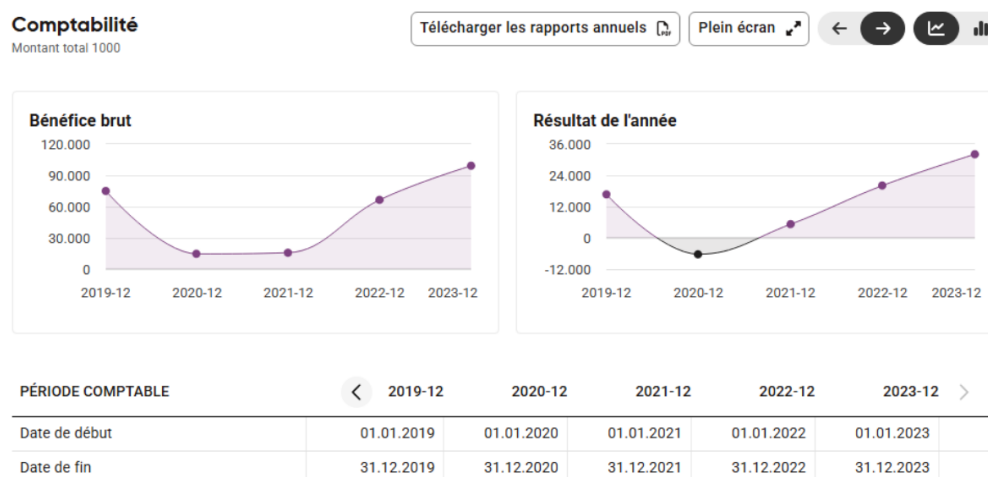 Comptabilité
Montant total 1000
Télécharger les rapports annuels
Plein écran
Bénéfice brut
120.000
90.000
60.000
30.000
0
2019-12 2020-12 2021-12 2022-12 2023-12
Résultat de l'année
36.000
24.000
12.000
0
-12.000
2019-12 2020-12 2021-12 2022-12 2023-12
PÉRIODE COMPTABLE 2019-12 2020-12 2021-12 2022-12 2023-12
Date de début 01.01.2019 01.01.2020 01.01.2021 01.01.2022 01.01.2023
Date de fin 31.12.2019 31.12.2020 31.12.2021 31.12.2022 31.12.2023